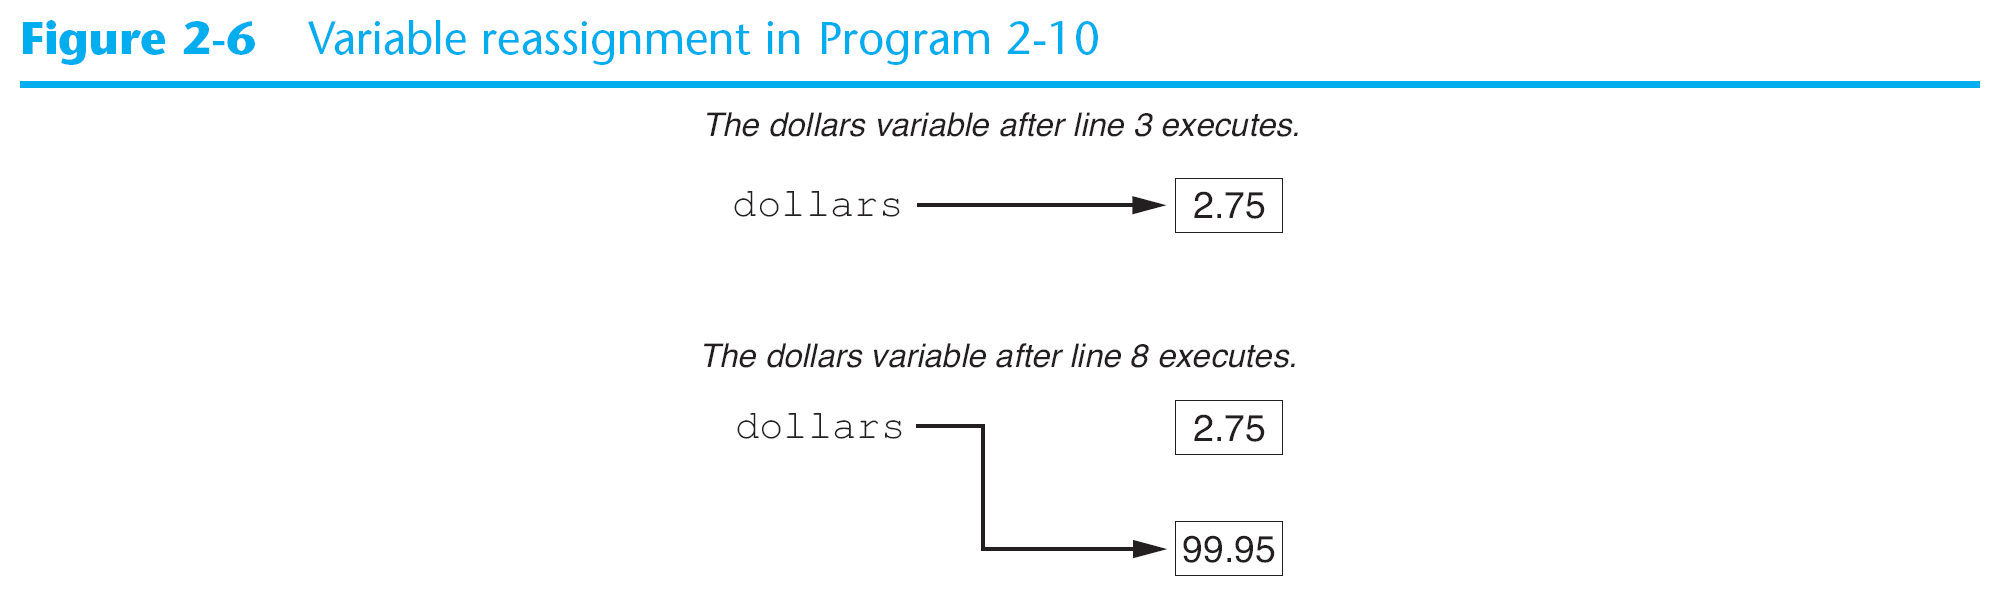 Figure 2-6 Variable reassignment in Program 2-10
The dollars variable after line 3 executes.
dollars 2.75
The dollars variable after line 8 executes.
dollars 2.75
99.95